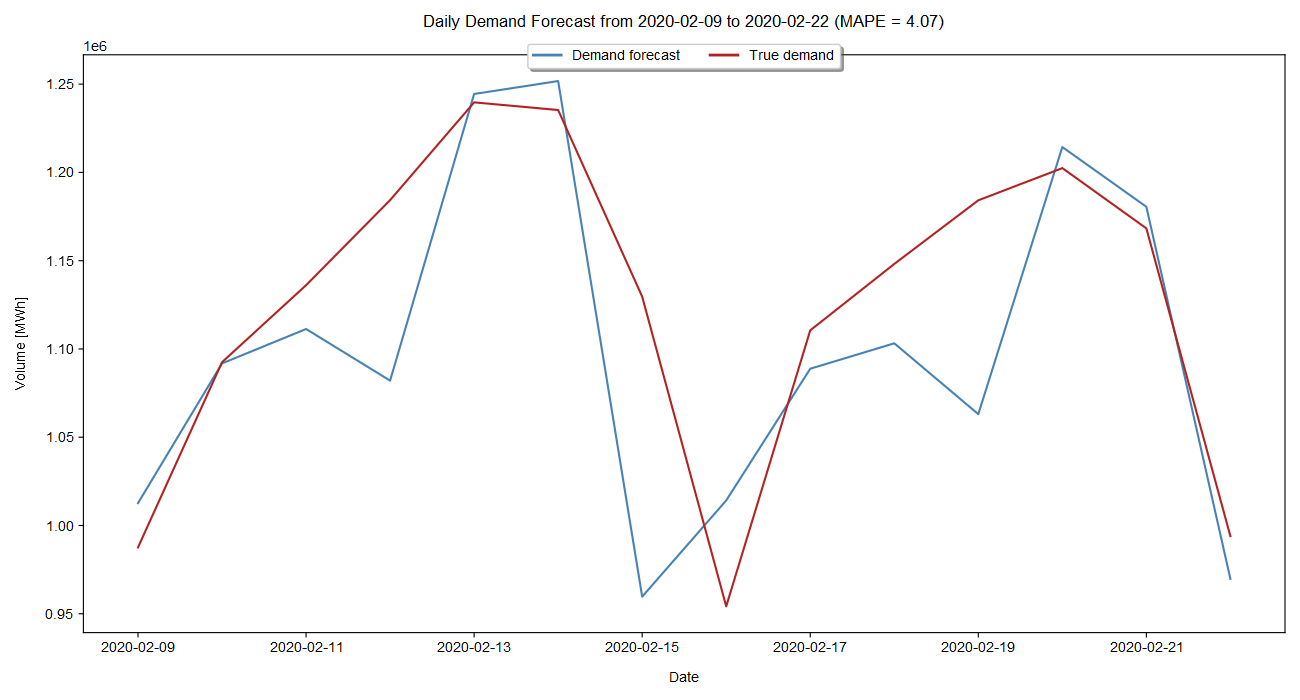 Daily Demand Forecast from 2020-02-09 to 2020-02-22 (MAPE = 4.07)
1e6
Demand forecast True demand
1.25
1.20
1.15
1.10
1.05
1.00
0.95
Volume [MWh]
2020-02-09 2020-02-11 2020-02-13 2020-02-15 2020-02-17 2020-02-19 2020-02-21
Date